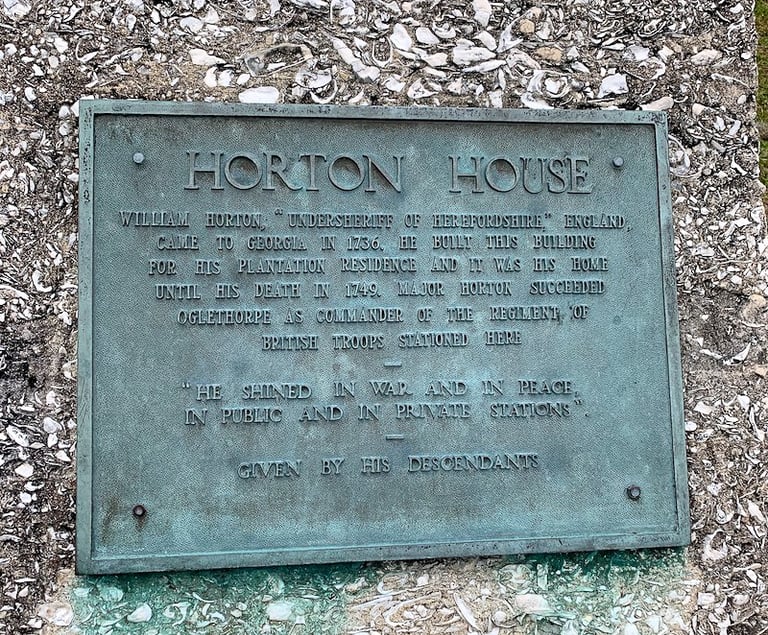 HORTON HOUSE
WILLIAM HORTON, "UNDERSHERIFF OF HEREFORDSHIRE," ENGLAND,
CAME TO GEORGIA IN 1736. HE BUILT THIS BUILDING
FOR HIS PLANTATION RESIDENCE AND IT WAS HIS HOME
UNTIL HIS DEATH IN 1749. MAJOR HORTON SUCCEEDED
OGLETHORPE AS COMMANDER OF THE REGIMENT OF
BRITISH TROOPS STATIONED HERE
"HE SHINED IN WAR AND IN PEACE,
IN PUBLIC AND IN PRIVATE STATIONS".
GIVEN BY HIS DESCENDANTS